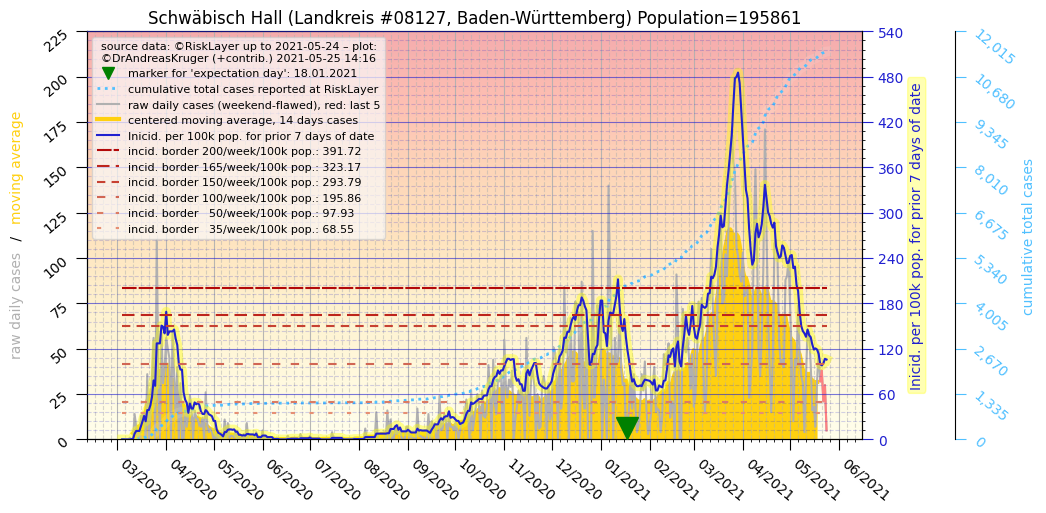 Schwäbisch Hall (Landkreis #08127, Baden-Württemberg) Population=195861
source data: ©RiskLayer up to 2021-05-24 – plot:
©DrAndreasKruger (+contrib.) 2021-05-25 14:16
marker for 'expectation day': 18.01.2021
cumulative total cases reported at RiskLayer
raw daily cases (weekend-flawed), red: last 5
centered moving average, 14 days cases
Inicid. per 100k pop. for prior 7 days of date
incid. border 200/week/100k pop.: 391.72
incid. border 165/week/100k pop.: 323.17
incid. border 150/week/100k pop.: 293.79
incid. border 100/week/100k pop.: 195.86
incid. border 50/week/100k pop.: 97.93
incid. border 35/week/100k pop.: 68.55
raw daily cases / moving average
225
200
175
150
125
100
75
50
25
0
03/2020
04/2020
05/2020
06/2020
07/2020
08/2020
09/2020
10/2020
11/2020
12/2020
01/2021
02/2021
03/2021
04/2021
05/2021
06/2021
540
480
420
360
300
240
180
120
60
0
Inicid. per 100k pop. for prior 7 days of date
12,015
10,680
9,345
8,010
6,675
5,340
4,005
2,670
1,335
0
cumulative total cases